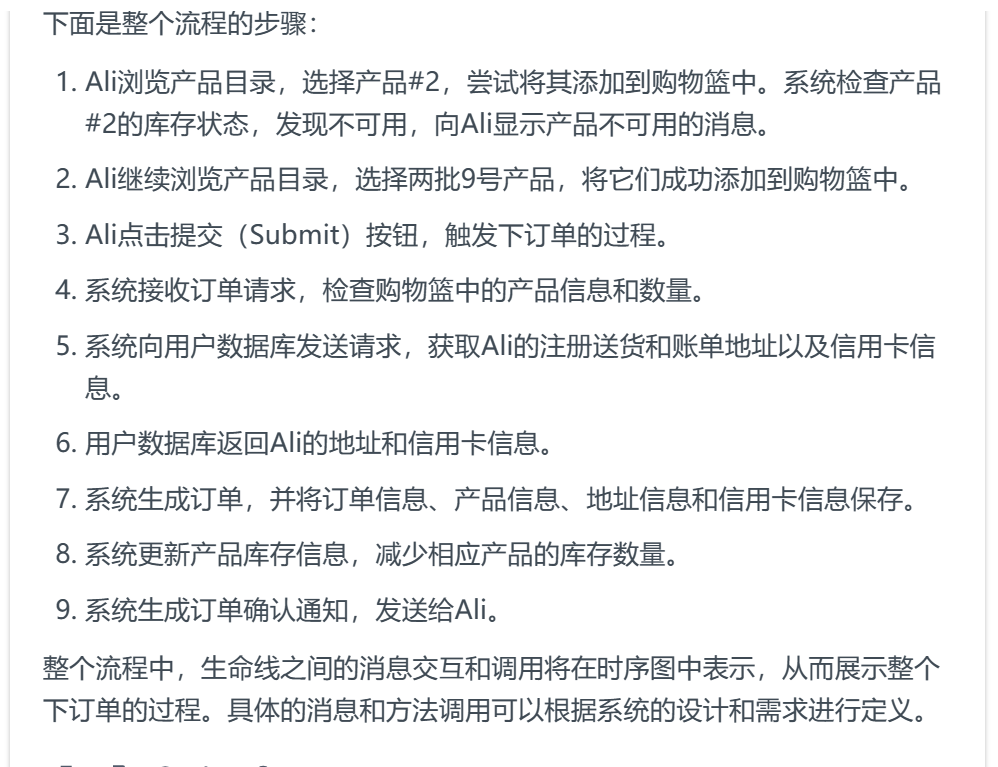 下面是整个流程的步骤：
1. Ali浏览产品目录，选择产品#2，尝试将其添加到购物篮中。系统检查产品
#2的库存状态，发现不可用，向Ali显示产品不可用的消息。
2. Ali继续浏览产品目录，选择两批9号产品，将它们成功添加到购物篮中。
3. Ali点击提交（Submit）按钮，触发下订单的过程。
4. 系统接收订单请求，检查购物篮中的产品信息和数量。
5. 系统向用户数据库发送请求，获取Ali的注册送货和账单地址以及信用卡信
息。
6. 用户数据库返回Ali的地址和信用卡信息。
7. 系统生成订单，并将订单信息、产品信息、地址信息和信用卡信息保存。
8. 系统更新产品库存信息，减少相应产品的库存数量。
9. 系统生成订单确认通知，发送给Ali。
整个流程中，生命线之间的消息交互和调用将在时序图中表示，从而展示整个
下订单的过程。具体的消息和方法调用可以根据系统的设计和需求进行定义。